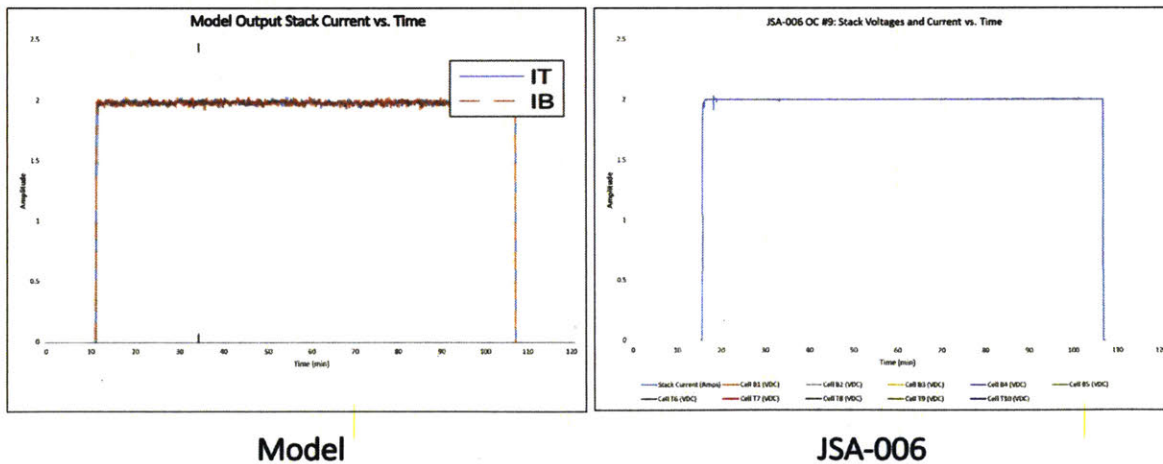 Model Output Stack Current vs. Time
2.5
2
1.5
1
0.5
0
Amplitude
IT
IB
0 10 20 30 40 50 60 70 80 90 100 110 120
Time (min)
Model
JSA-006 OC #9: Stack Voltages and Current vs. Time
2.5
2
1.5
1
0.5
0
Amplitude
0 10 20 30 40 50 60 70 80 90 100 110 120
Time (min)
Stack Current (Amps) Cell B1 (VDC) Cell B2 (VDC) Cell B3 (VDC) Cell B4 (VDC) Cell B5 (VDC)
Cell T6 (VDC) Cell T7 (VDC) Cell T8 (VDC) Cell T9 (VDC) Cell T10 (VDC)
JSA-006